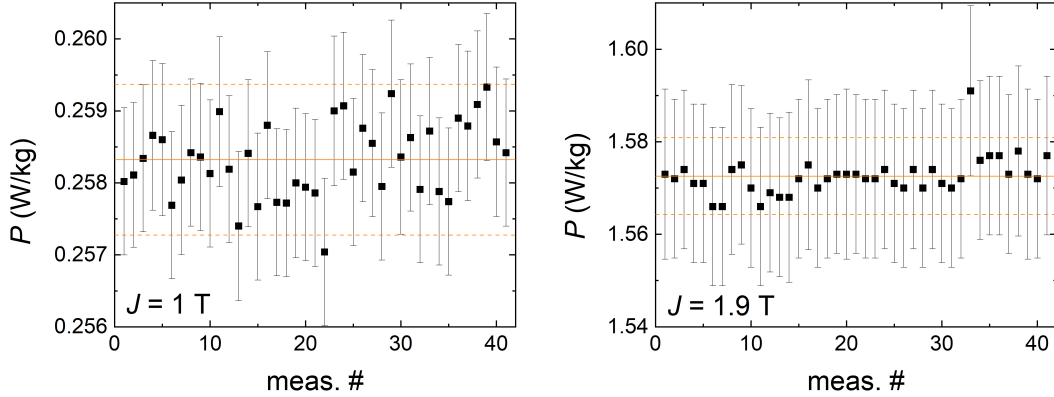 0.260
0.259
0.258
0.257
0.256
P (W/kg)
J = 1 T
0 10 20 30 40
meas. #
1.60
1.58
1.56
1.54
P (W/kg)
J = 1.9 T
0 10 20 30 40
meas. #